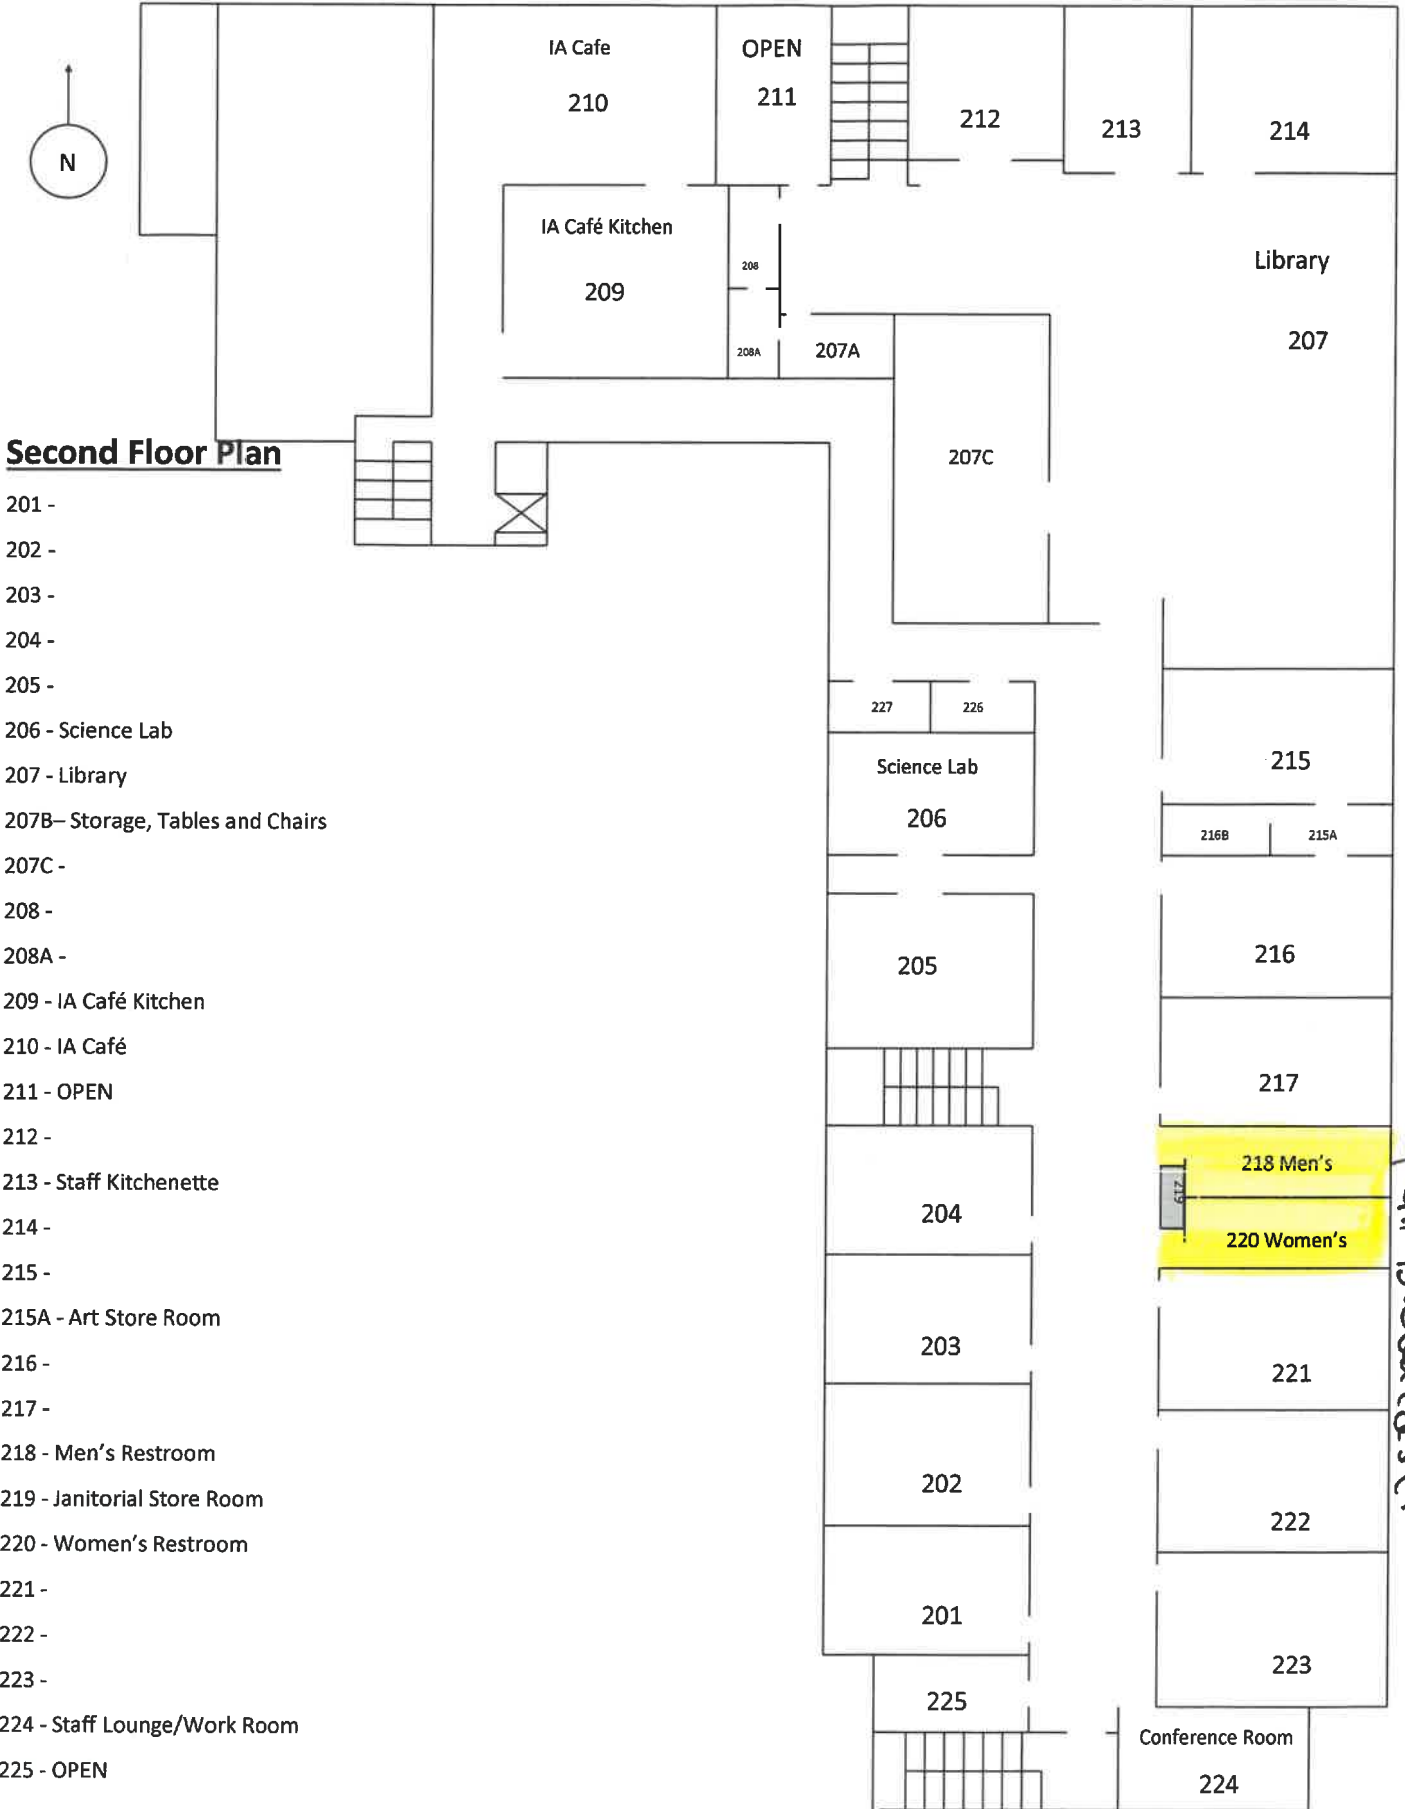 IA Cafe
210
OPEN
211
212
213
214
N
IA Café Kitchen
209
208
208A
207A
Library
207
207C
Second Floor Plan
201 -
202 -
203 -
204 -
205 -
206 - Science Lab
207 - Library
207B– Storage, Tables and Chairs
207C -
208 -
208A -
209 - IA Café Kitchen
210 - IA Café
211 - OPEN
212 -
213 - Staff Kitchenette
214 -
215 -
215A - Art Store Room
216 -
217 -
218 - Men's Restroom
219 - Janitorial Store Room
220 - Women's Restroom
221 -
222 -
223 -
224 - Staff Lounge/Work Room
225 - OPEN
227
226
Science Lab
206
215
216B
215A
205
216
217
218 Men's
219
220 Women's
204
203
221
202
222
201
223
225
Conference Room
224